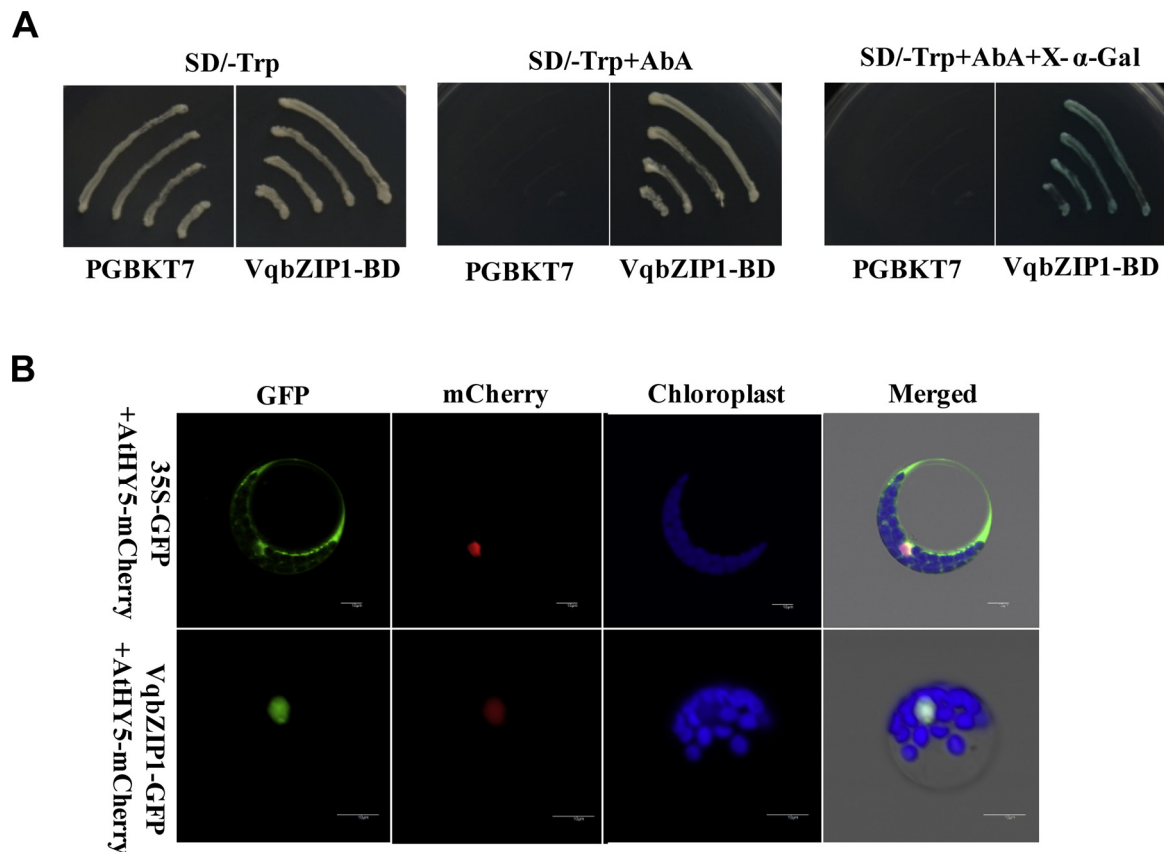 A
SD/-Trp
SD/-Trp+AbA
SD/-Trp+AbA+X-α-Gal
PGBKT7
VqbZIP1-BD
PGBKT7
VqbZIP1-BD
PGBKT7
VqbZIP1-BD
B
GFP
mCherry
Chloroplast
Merged
35S-GFP
+AtHY5-mCherry
VqbZIP1-GFP
+AtHY5-mCherry